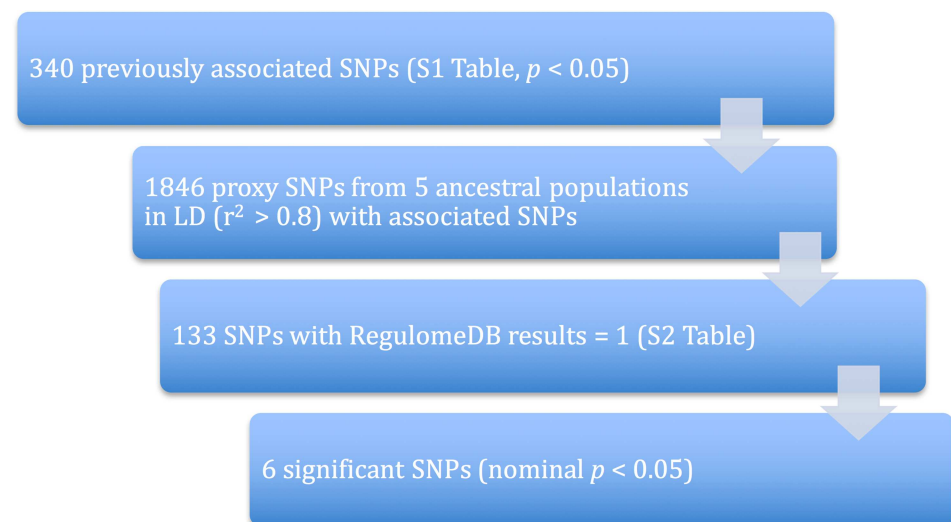 340 previously associated SNPs (S1 Table, p < 0.05)
1846 proxy SNPs from 5 ancestral populations
in LD (r² > 0.8) with associated SNPs
133 SNPs with RegulomeDB results = 1 (S2 Table)
6 significant SNPs (nominal p < 0.05)